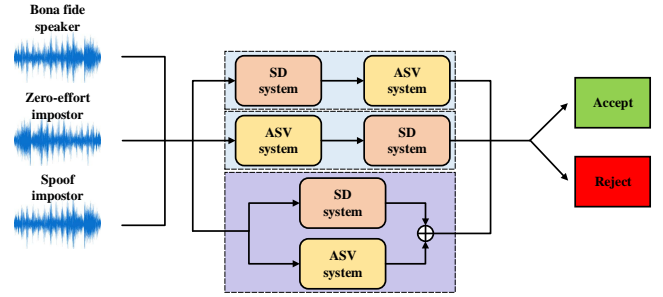 Bona fide
speaker
Zero-effort
impostor
Spoof
impostor
SD
system
ASV
system
ASV
system
SD
system
SD
system
ASV
system
Accept
Reject